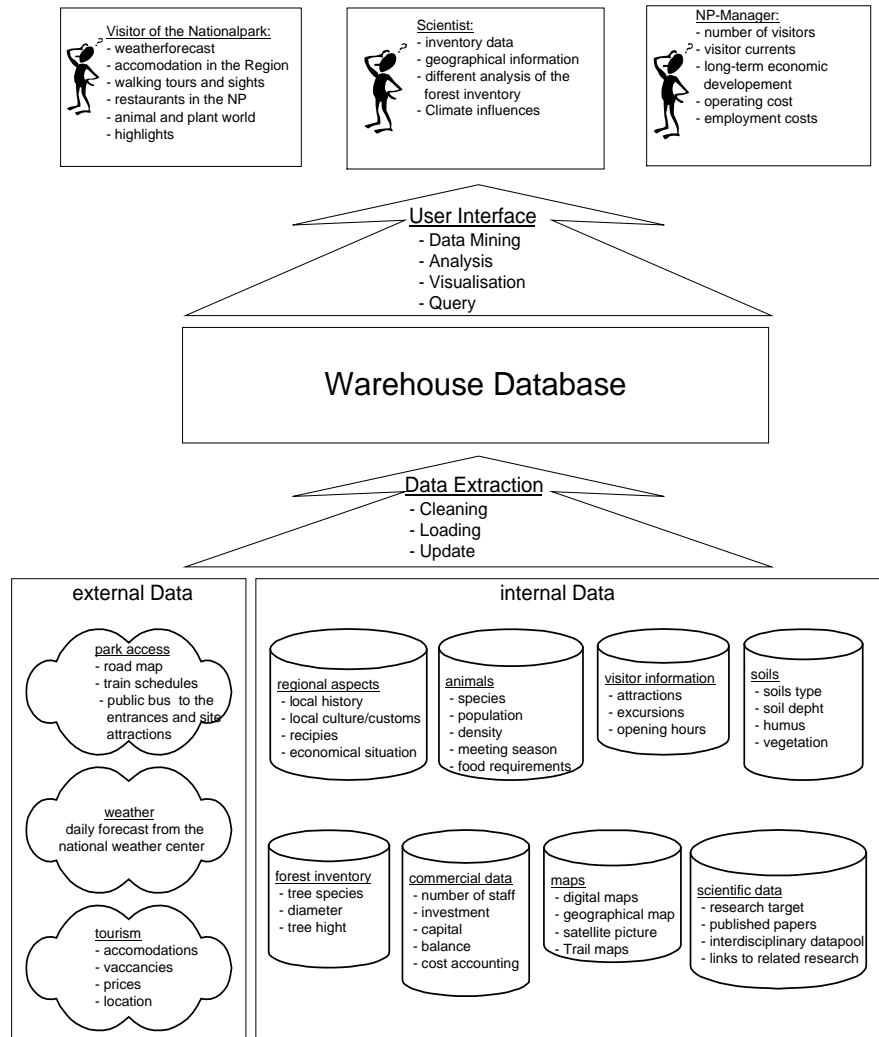 Visitor of the Nationalpark:
- weatherforecast
- accomodation in the Region
- walking tours and sights
- restaurants in the NP
- animal and plant world
- highlights
?
Scientist:
- inventory data
- geographical information
- different analysis of the
forest inventory
- Climate influences
?
NP-Manager:
- number of visitors
- visitor currents
- long-term economic
developement
- operating cost
- employment costs
?
User Interface
- Data Mining
- Analysis
- Visualisation
- Query
Warehouse Database
Data Extraction
- Cleaning
- Loading
- Update
external Data
park access
- road map
- train schedules
- public bus to the
entrances and site
attractions
weather
daily forecast from the
national weather center
tourism
- accomodations
- vaccancies
- prices
- location
internal Data
regional aspects
- local history
- local culture/customs
- recipies
- economical situation
animals
- species
- population
- density
- meeting season
- food requirements
visitor information
- attractions
- excursions
- opening hours
soils
- soils type
- soil depht
- humus
- vegetation
forest inventory
- tree species
- diameter
- tree hight
commercial data
- number of staff
- investment
- capital
- balance
- cost accounting
maps
- digital maps
- geographical map
- satellite picture
- Trail maps
scientific data
- research target
- published papers
- interdisciplinary datapool
- links to related research